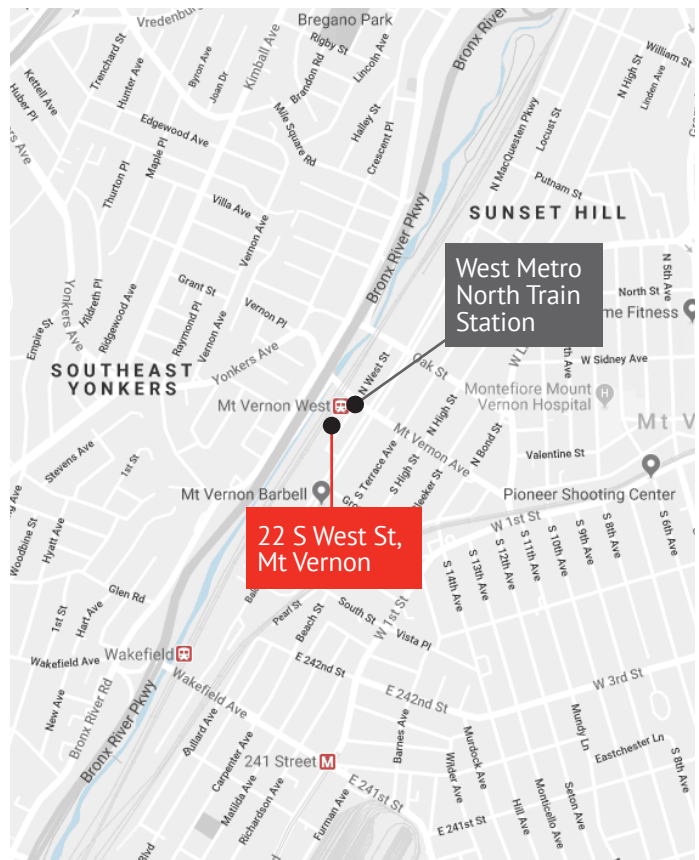 Bregano Park
Vredenbur
Rigby St
Trenchard St
Hunter Ave
Byron Ave
Joan Dr
Kimball Ave
Brandon Rd
Lincoln Ave
Bronx Riv
William St
N High St
Linden Ave
Kettell Ave
Huber Pl
Edgewood Ave
Mile Square Rd
Halley St
Crescent Pl
N MacQuesten Pkwy
Locust St
Maple Pl
Thurton Pl
Putnam St
Villa Ave
Vernon Ave
SUNSET HILL
Bronx River Pkwy
West Metro
North Train
Station
N 5th Ave
North St
me Fitness
Grant St
Vernon Pl
Yonkers Ave
Hildreth Pl
Ridgewood Ave
Empire St
Raymond Pl
Vernon Ave
Yonkers Ave
SOUTHEAST
YONKERS
N West St
Oak St
W Sidney Ave
Montefiore Mount
Vernon Hospital
H
Mt Vernon West
Mt Vernon Ave
N High St
N Bond St
Mt V
Valentine St
Stevens Ave
1st St
S Terrace Ave
S High St
Bleeker St
Mt Vernon Barbell
Pioneer Shooting Center
W 1st St
22 S West St,
Mt Vernon
Woodbine St
Hyatt Ave
S 14th Ave
S 13th Ave
S 12th Ave
S 11th Ave
S 10th Ave
S 9th Ave
S 8th Ave
S 6th Ave
Glen Rd
1st St
Hart Ave
Pearl St
Beach St
South St
W 1st St
Vista Pl
Wakefield Ave
Wakefield
E 242nd St
W 3rd St
New Ave
Bronx River Rd
Bronx River Pkwy
Wakefield Ave
E 242nd St
Bullard Ave
Carpenter Ave
241 Street M
Barnes Ave
Murdock Ave
Wilder Ave
Mundy Ln
Eastchester Ln
S 8th Ave
Matilda Ave
Richardson Ave
Furman Ave
E 241st St
E 241st St
Hill Ave
Monticello Ave
Seton Ave
Blvd